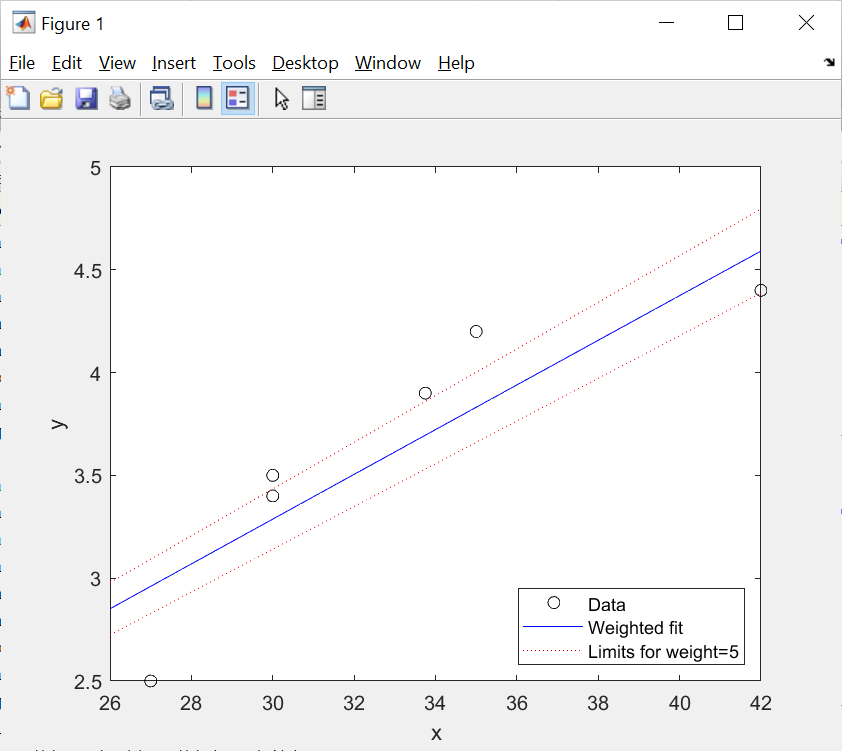 Figure 1
File Edit View Insert Tools Desktop Window Help
5
4.5
4
3.5
3
2.5
26 28 30 32 34 36 38 40 42
x
y
Data
Weighted fit
Limits for weight=5